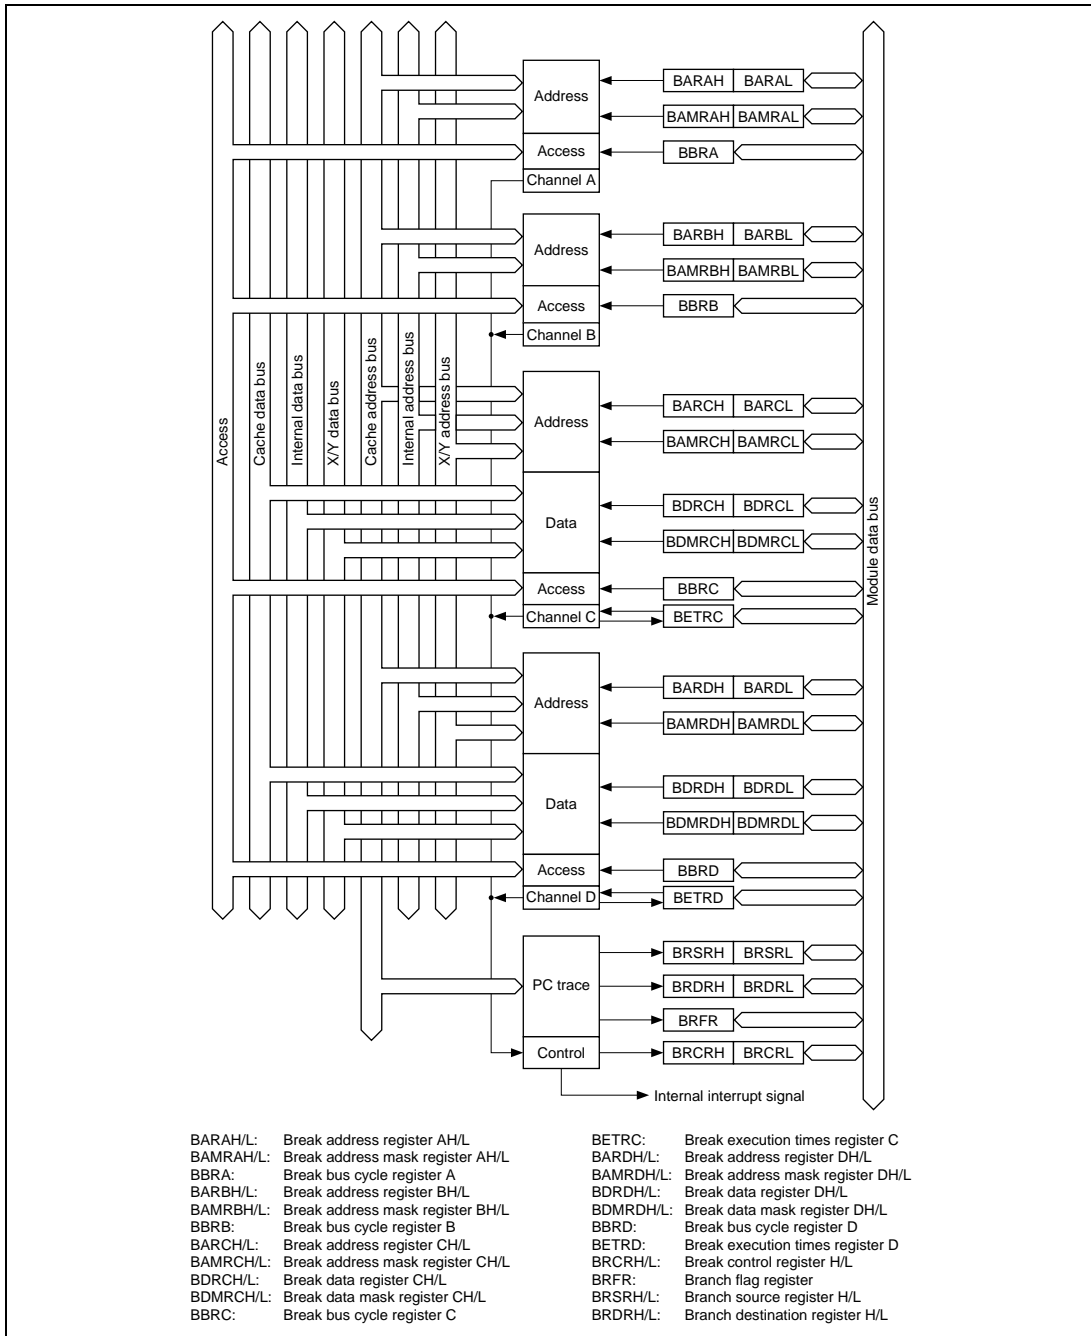 Address
BARAH BARAL
BAMRAH BAMRAL
Access
BBRA
Channel A
Address
BARBH BARBL
BAMRBH BAMRBL
Access
BBRB
Channel B
Access
Cache data bus
Internal data bus
X/Y data bus
Cache address bus
Internal address bus
X/Y address bus
Address
BARCH BARCL
BAMRCH BAMRCL
Data
BDRCH BDRCL
BDMRCH BDMRCL
Module data bus
Access
BBRC
Channel C
BETRC
Address
BARDH BARDL
BAMRDH BAMRDL
Data
BDRDH BDRDL
BDMRDH BDMRDL
Access
BBRD
Channel D
BETRD
PC trace
BRSRH BRSRL
BRDRH BRDRL
BRFR
Control
BRCRH BRCRL
Internal interrupt signal
BARAH/L: Break address register AH/L
BAMRAH/L: Break address mask register AH/L
BBRA: Break bus cycle register A
BARBH/L: Break address register BH/L
BAMRBH/L: Break address mask register BH/L
BBRB: Break bus cycle register B
BARCH/L: Break address register CH/L
BAMRCH/L: Break address mask register CH/L
BDRCH/L: Break data register CH/L
BDMRCH/L: Break data mask register CH/L
BBRC: Break bus cycle register C
BETRC: Break execution times register C
BARDH/L: Break address register DH/L
BAMRDH/L: Break address mask register DH/L
BDRDH/L: Break data register DH/L
BDMRDH/L: Break data mask register DH/L
BBRD: Break bus cycle register D
BETRD: Break execution times register D
BRCRH/L: Break control register H/L
BRFR: Branch flag register
BRSRH/L: Branch source register H/L
BRDRH/L: Branch destination register H/L